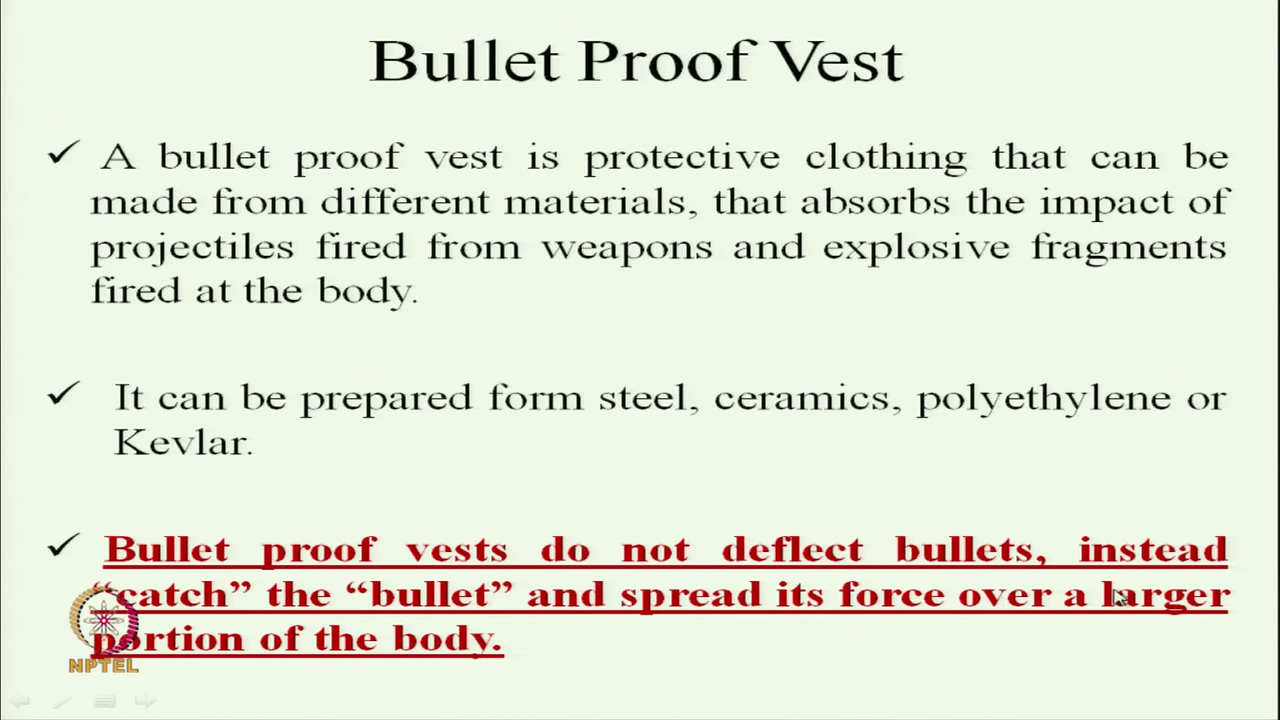 Bullet Proof Vest
✓ A bullet proof vest is protective clothing that can be
made from different materials, that absorbs the impact of
projectiles fired from weapons and explosive fragments
fired at the body.
✓ It can be prepared form steel, ceramics, polyethylene or
Kevlar.
✓ Bullet proof vests do not deflect bullets, instead
“catch” the “bullet” and spread its force over a larger
portion of the body.
NPTEL